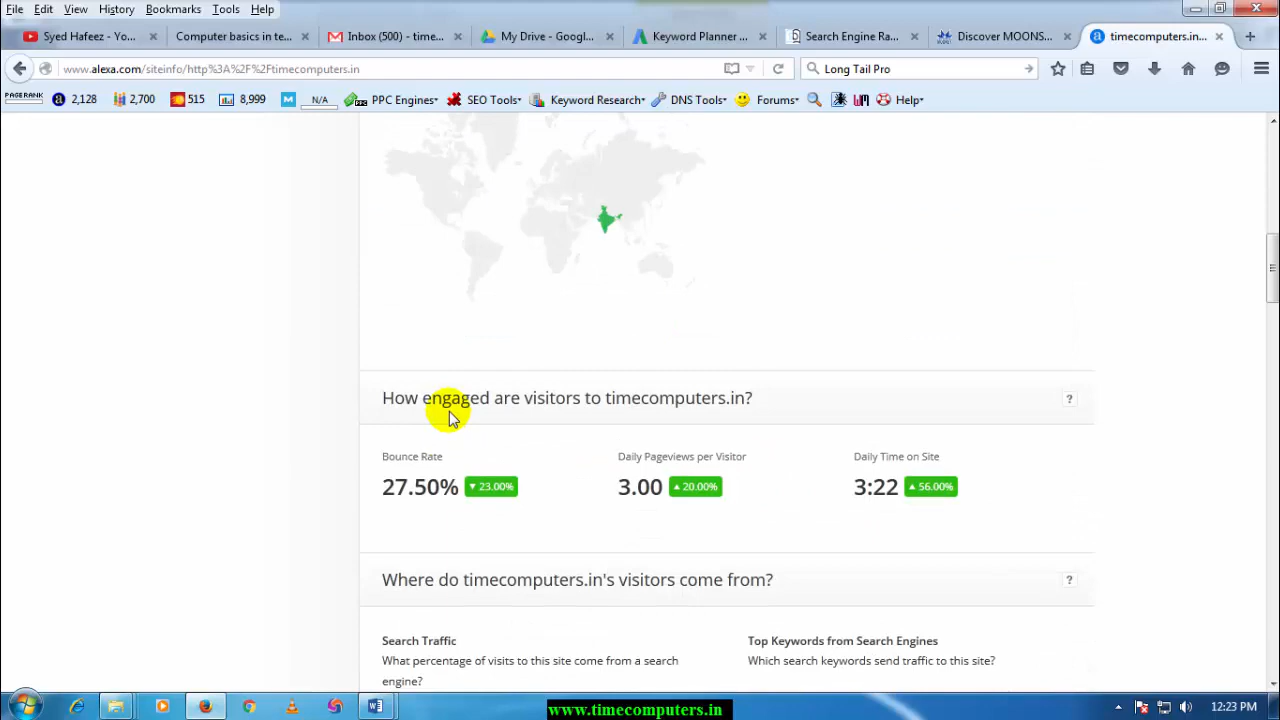 File Edit View History Bookmarks Tools Help
Syed Hafeez - Yo... × Computer basics in te... × Inbox (500) - time... × My Drive - Googl... × Keyword Planner ... × Search Engine Ra... × Discover MOONS... × timecomputers.in... × +
www.alexa.com/siteinfo/http%3A%2F%2Ftimecomputers.in Long Tail Pro
PAGERANK 2,128 2,700 515 8,999 N/A PPC Engines SEO Tools Keyword Research DNS Tools Forums Help
How engaged are visitors to timecomputers.in? ?
Bounce Rate Daily Pageviews per Visitor Daily Time on Site
27.50% 23.00% 3.00 20.00% 3:22 56.00%
Where do timecomputers.in's visitors come from? ?
Search Traffic Top Keywords from Search Engines
What percentage of visits to this site come from a search Which search keywords send traffic to this site?
engine?
www.timecomputers.in 12:23 PM